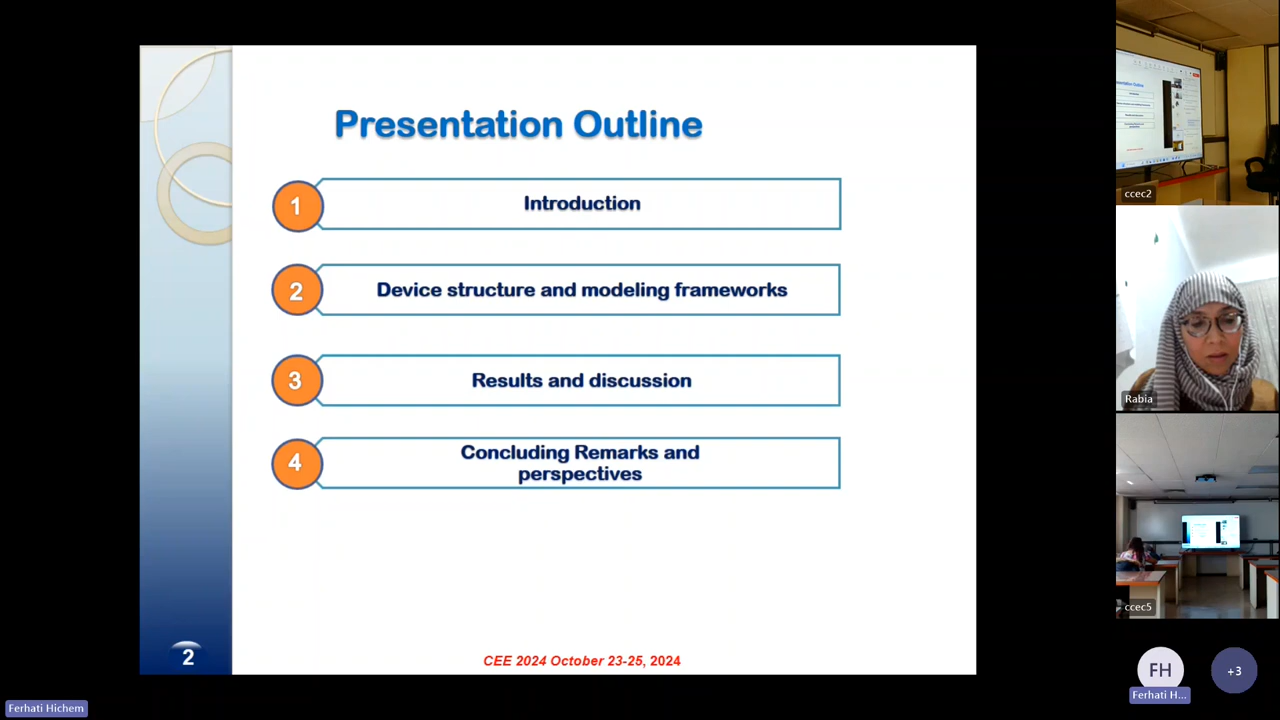 Presentation Outline
1
Introduction
2
Device structure and modeling frameworks
3
Results and discussion
4
Concluding Remarks and
perspectives
2
CEE 2024 October 23-25, 2024
ccec2
Rabia
ccec5
FH
+3
Ferhati H...
Ferhati Hichem